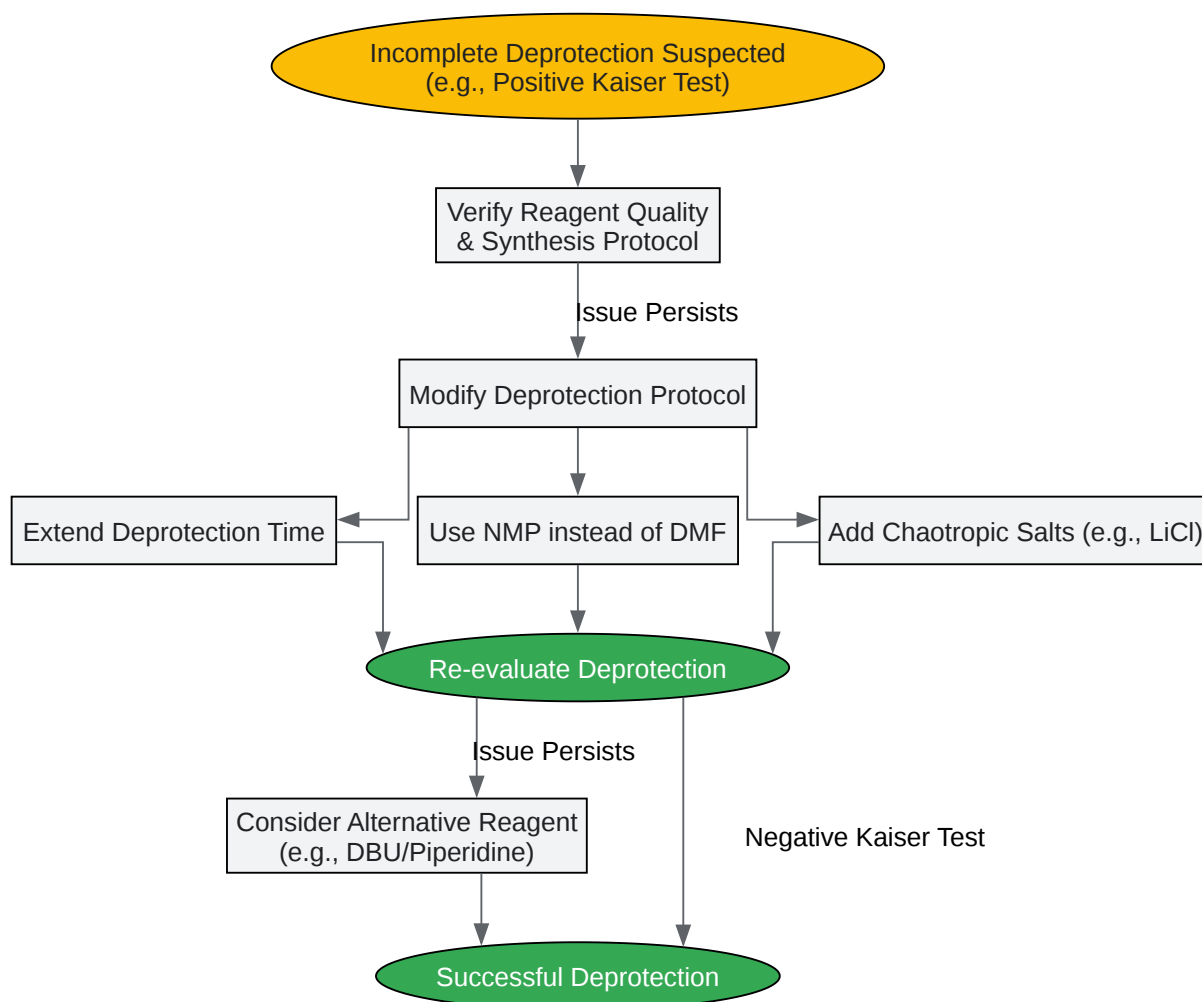 Incomplete Deprotection Suspected
(e.g., Positive Kaiser Test)
Verify Reagent Quality
& Synthesis Protocol
Issue Persists
Modify Deprotection Protocol
Extend Deprotection Time
Use NMP instead of DMF
Add Chaotropic Salts (e.g., LiCl)
Re-evaluate Deprotection
Issue Persists
Consider Alternative Reagent
(e.g., DBU/Piperidine)
Negative Kaiser Test
Successful Deprotection